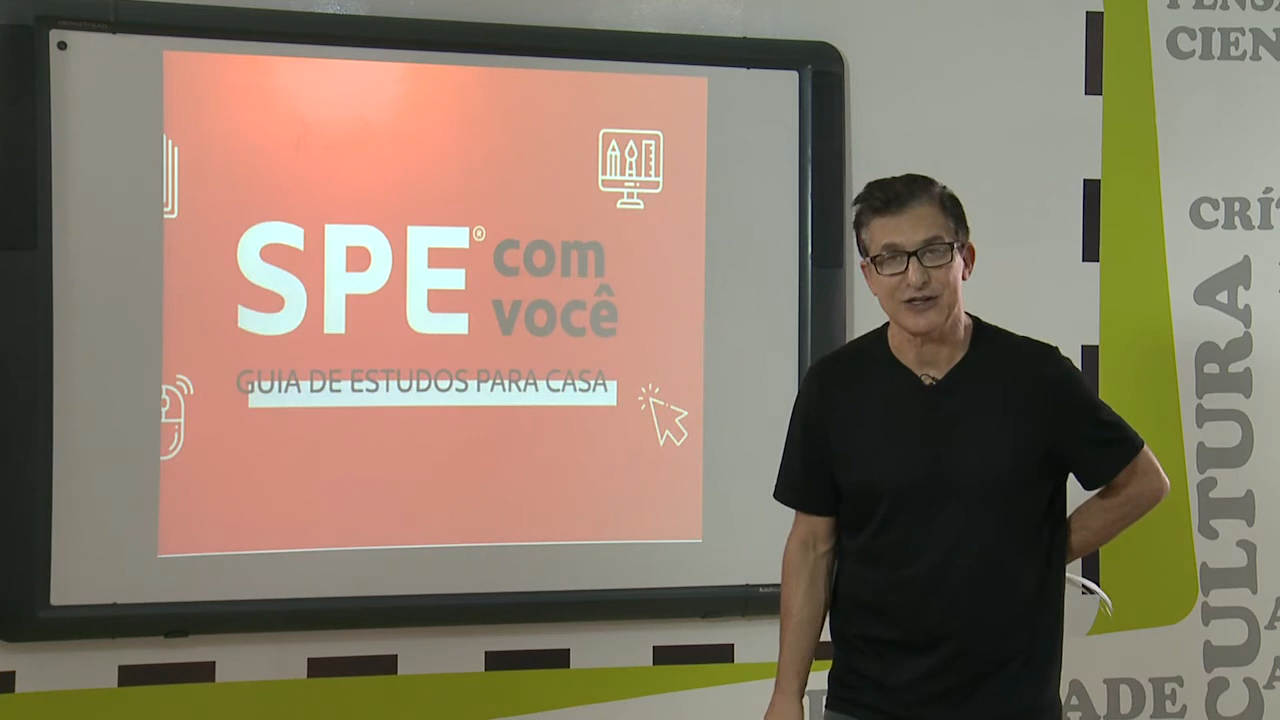 SPE® com
você
GUIA DE ESTUDOS PARA CASA
CIEN
CRÍT
CULTURA
ADE